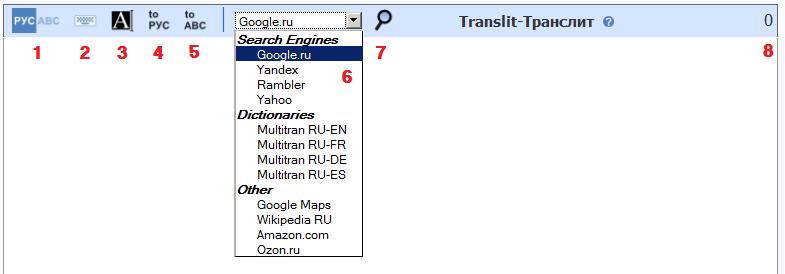 РУС ABC A to РУС to ABC Google.ru Translit-Транслит ? 0
1 2 3 4 5 7 8
Search Engines
Google.ru
Yandex
6
Rambler
Yahoo
Dictionaries
Multitran RU-EN
Multitran RU-FR
Multitran RU-DE
Multitran RU-ES
Other
Google Maps
Wikipedia RU
Amazon.com
Ozon.ru